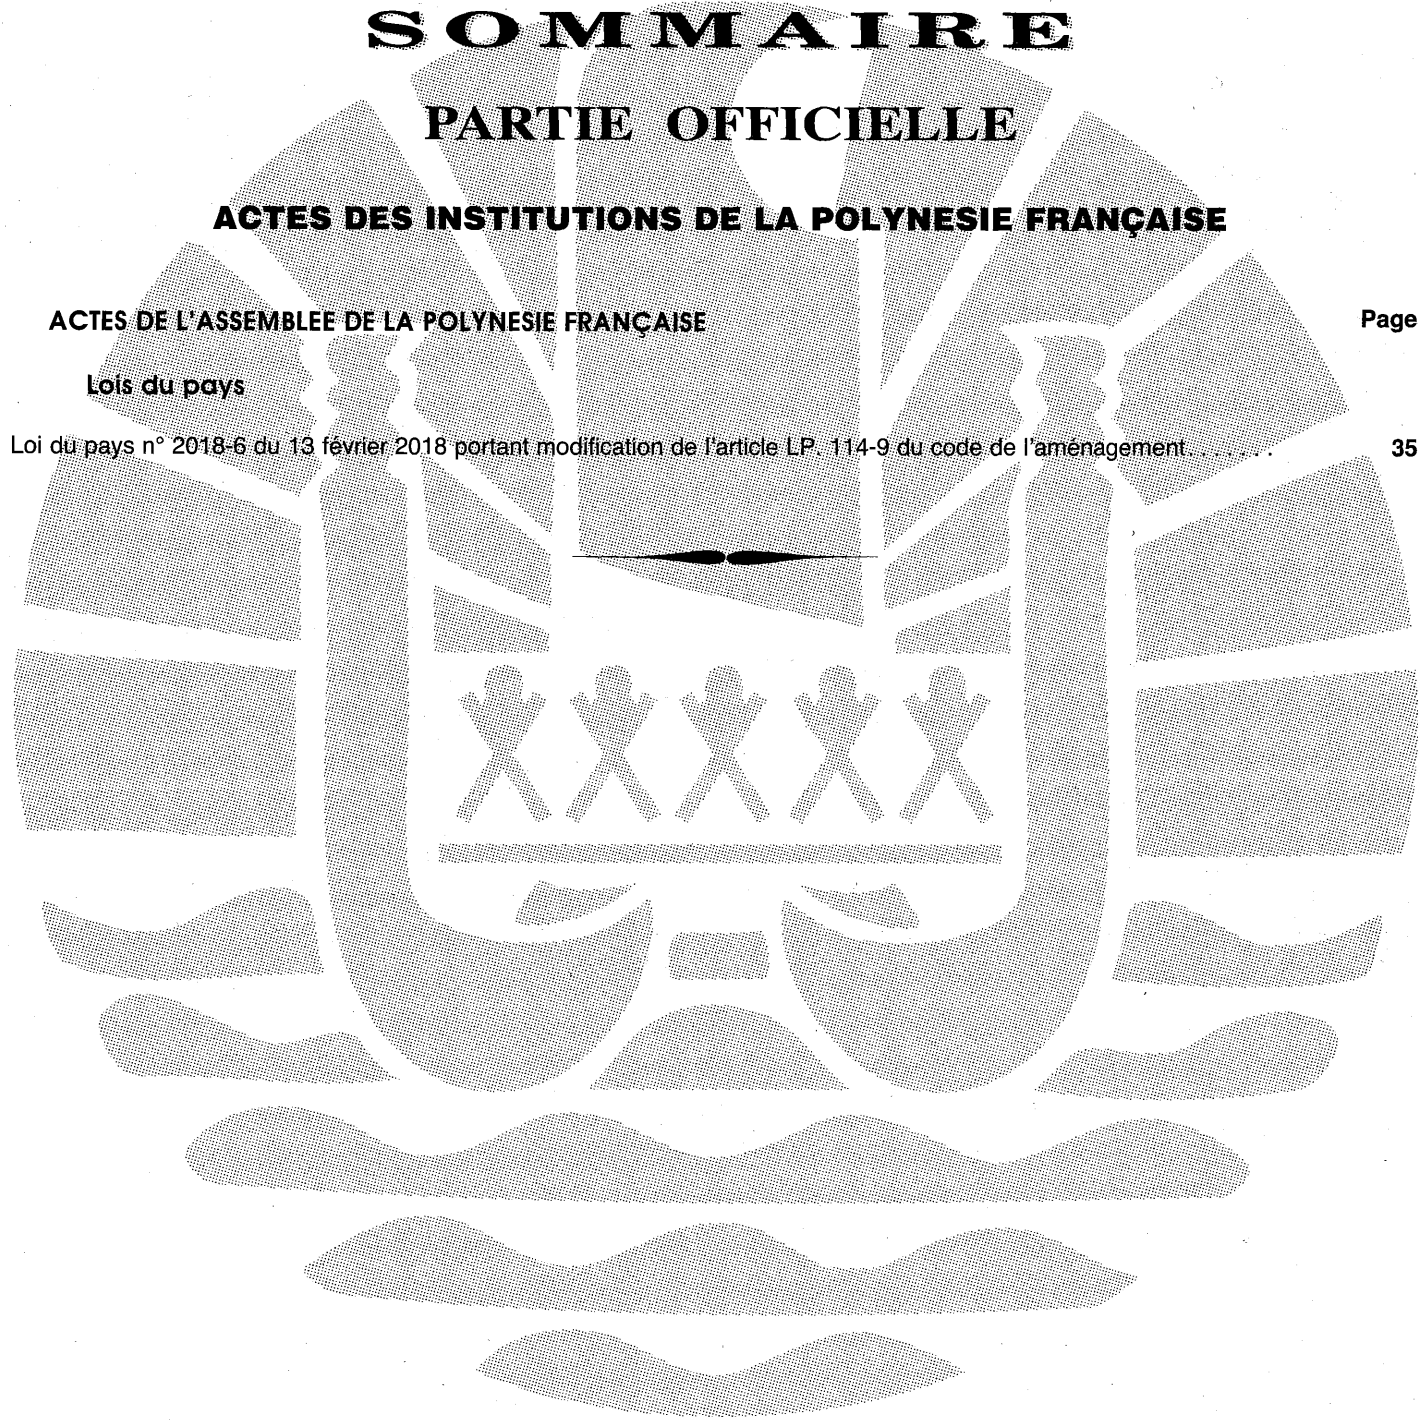 SOMMAIRE
PARTIE OFFICIELLE
ACTES DES INSTITUTIONS DE LA POLYNESIE FRANÇAISE
ACTES DE L'ASSEMBLEE DE LA POLYNESIE FRANÇAISE Page
Lois du pays
Loi du pays n° 2018-6 du 13 février 2018 portant modification de l'article LP. 114-9 du code de l'aménagement....... 35